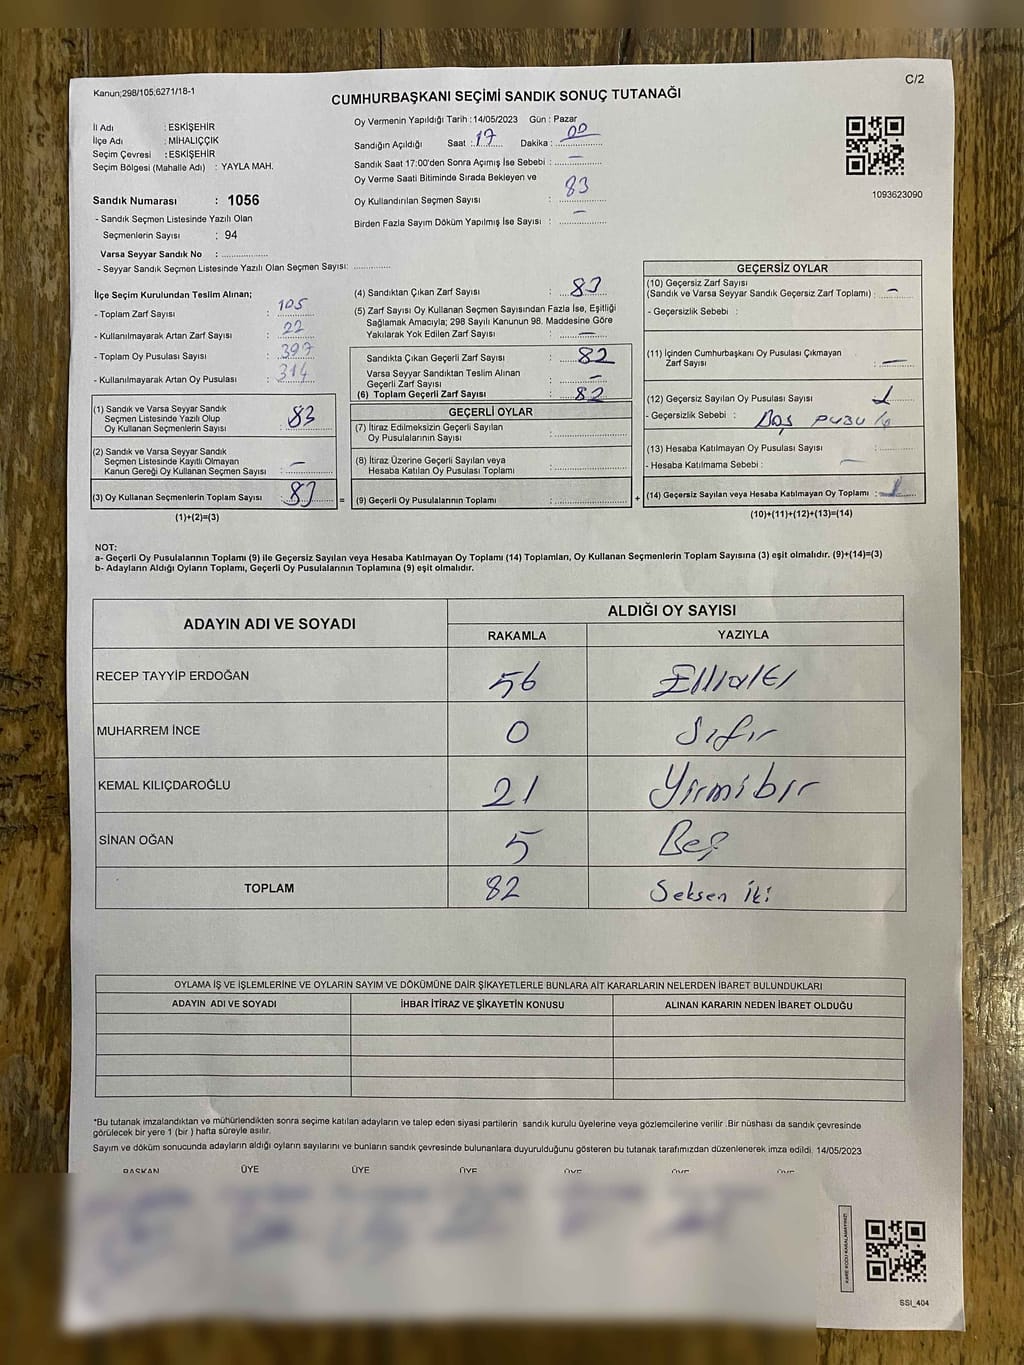 Kanun;298/105;6271/18-1
C/2
CUMHURBAŞKANI SEÇİMİ SANDIK SONUÇ TUTANAĞI
İl Adı : ESKİŞEHİR
İlçe Adı : MİHALIÇÇIK
Seçim Çevresi : ESKİŞEHİR
Seçim Bölgesi (Mahalle Adı) : YAYLA MAH.
Oy Vermenin Yapıldığı Tarih : 14/05/2023 Gün : Pazar
Sandığın Açıldığı Saat : 17 Dakika : 00
Sandık Saat 17:00'den Sonra Açımış İse Sebebi : –
Oy Verme Saati Bitiminde Sırada Bekleyen ve
Oy Kullandırılan Seçmen Sayısı : 83
Birden Fazla Sayım Döküm Yapılmış İse Sayısı : –
1093623090
Sandık Numarası : 1056
- Sandık Seçmen Listesinde Yazılı Olan
Seçmenlerin Sayısı : 94
Varsa Seyyar Sandık No : ....................
- Seyyar Sandık Seçmen Listesinde Yazılı Olan Seçmen Sayısı: ................
İlçe Seçim Kurulundan Teslim Alınan;
- Toplam Zarf Sayısı : 105
- Kullanılmayarak Artan Zarf Sayısı : 22
- Toplam Oy Pusulası Sayısı : 397
- Kullanılmayarak Artan Oy Pusulası : 314
(1) Sandık ve Varsa Seyyar Sandık
Seçmen Listesinde Yazılı Olup
Oy Kullanan Seçmenlerin Sayısı : 83
(2) Sandık ve Varsa Seyyar Sandık
Seçmen Listesinde Kayıtlı Olmayan
Kanun Gereği Oy Kullanan Seçmen Sayısı : –
(3) Oy Kullanan Seçmenlerin Toplam Sayısı : 83 =
(1)+(2)=(3)
(4) Sandıktan Çıkan Zarf Sayısı : 83
(5) Zarf Sayısı Oy Kullanan Seçmen Sayısından Fazla İse, Eşitliği
Sağlamak Amacıyla; 298 Sayılı Kanunun 98. Maddesine Göre
Yakılarak Yok Edilen Zarf Sayısı : –
Sandıkta Çıkan Geçerli Zarf Sayısı : 82
Varsa Seyyar Sandıktan Teslim Alınan
Geçerli Zarf Sayısı : –
(6) Toplam Geçerli Zarf Sayısı : 82
GEÇERLİ OYLAR
(7) İtiraz Edilmeksizin Geçerli Sayılan
Oy Pusulalarının Sayısı : ....................
(8) İtiraz Üzerine Geçerli Sayılan veya
Hesaba Katılan Oy Pusulası Toplamı : ....................
(9) Geçerli Oy Pusulalarının Toplamı : .................... +
GEÇERSİZ OYLAR
(10) Geçersiz Zarf Sayısı
(Sandık ve Varsa Seyyar Sandık Geçersiz Zarf Toplamı) : –
- Geçersizlik Sebebi :
(11) İçinden Cumhurbaşkanı Oy Pusulası Çıkmayan
Zarf Sayısı : –
(12) Geçersiz Sayılan Oy Pusulası Sayısı : 1
- Geçersizlik Sebebi : Boş
(13) Hesaba Katılmayan Oy Pusulası Sayısı :
- Hesaba Katılmama Sebebi : –
(14) Geçersiz Sayılan veya Hesaba Katılmayan Oy Toplamı : 1
(10)+(11)+(12)+(13)=(14)
NOT:
a- Geçerli Oy Pusulalarının Toplamı (9) ile Geçersiz Sayılan veya Hesaba Katılmayan Oy Toplamı (14) Toplamları, Oy Kullanan Seçmenlerin Toplam Sayısına (3) eşit olmalıdır. (9)+(14)=(3)
b- Adayların Aldığı Oyların Toplamı, Geçerli Oy Pusulalarının Toplamına (9) eşit olmalıdır.
ADAYIN ADI VE SOYADI
ALDIĞI OY SAYISI
RAKAMLA YAZIYLA
RECEP TAYYİP ERDOĞAN 56 Ellialtı
MUHARREM İNCE 0 Sıfır
KEMAL KILIÇDAROĞLU 21 Yirmibir
SİNAN OĞAN 5 Beş
TOPLAM 82 Seksen İki
OYLAMA İŞ VE İŞLEMLERİNE VE OYLARIN SAYIM VE DÖKÜMÜNE DAİR ŞİKAYETLERLE BUNLARA AİT KARARLARIN NELERDEN İBARET BULUNDUKLARI
ADAYIN ADI VE SOYADI İHBAR İTİRAZ VE ŞİKAYETİN KONUSU ALINAN KARARIN NEDEN İBARET OLDUĞU
*Bu tutanak imzalandıktan ve mühürlendikten sonra seçime katılan adayların ve talep eden siyasi partilerin sandık kurulu üyelerine veya gözlemcilerine verilir .Bir nüshası da sandık çevresinde
görülecek bir yere 1 (bir ) hafta süreyle asılır.
Sayım ve döküm sonucunda adayların aldığı oyların sayılarını ve bunların sandık çevresinde bulunanlara duyurulduğunu gösteren bu tutanak tarafımızdan düzenlenerek imza edildi. 14/05/2023
BAŞKAN ÜYE ÜYE ÜYE ÜYE ÜYE ÜYE
KARE KODU KARALAMAYINIZ!
SSI_404